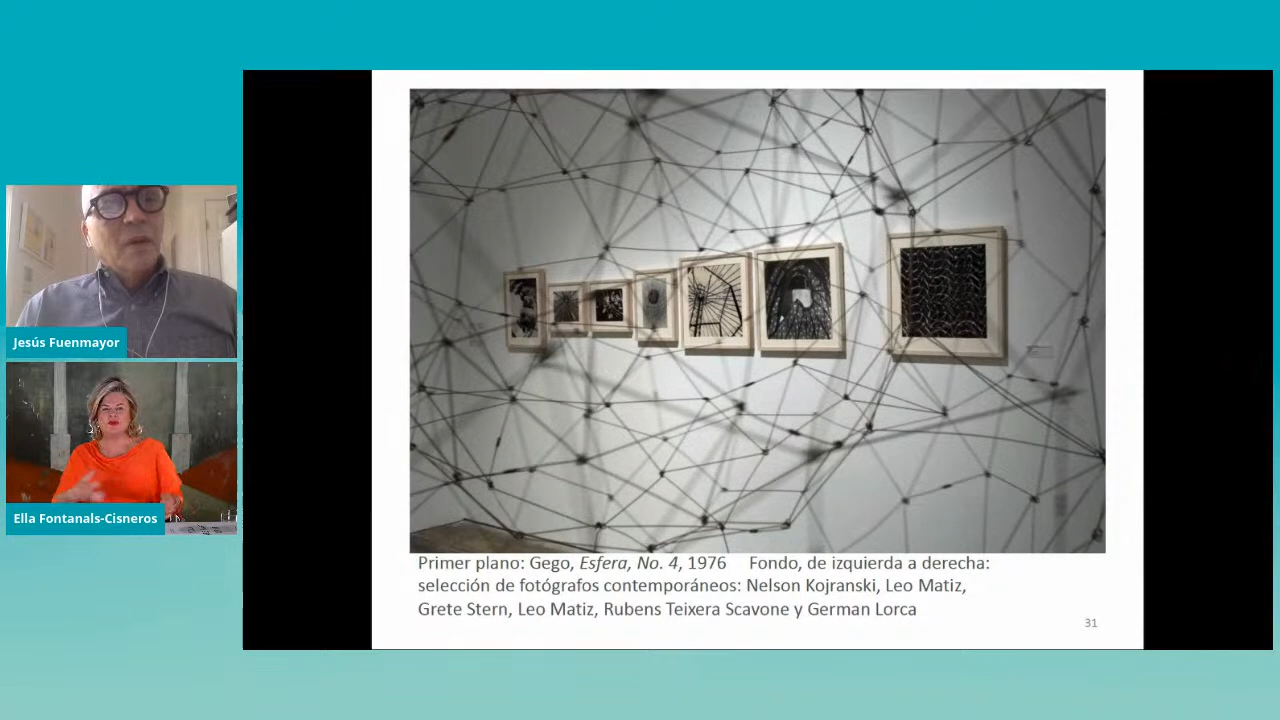 Jesús Fuenmayor
Ella Fontanals-Cisneros
Primer plano: Gego, Esfera, No. 4, 1976 Fondo, de izquierda a derecha:
selección de fotógrafos contemporáneos: Nelson Kojranski, Leo Matiz,
Grete Stern, Leo Matiz, Rubens Teixera Scavone y German Lorca
31